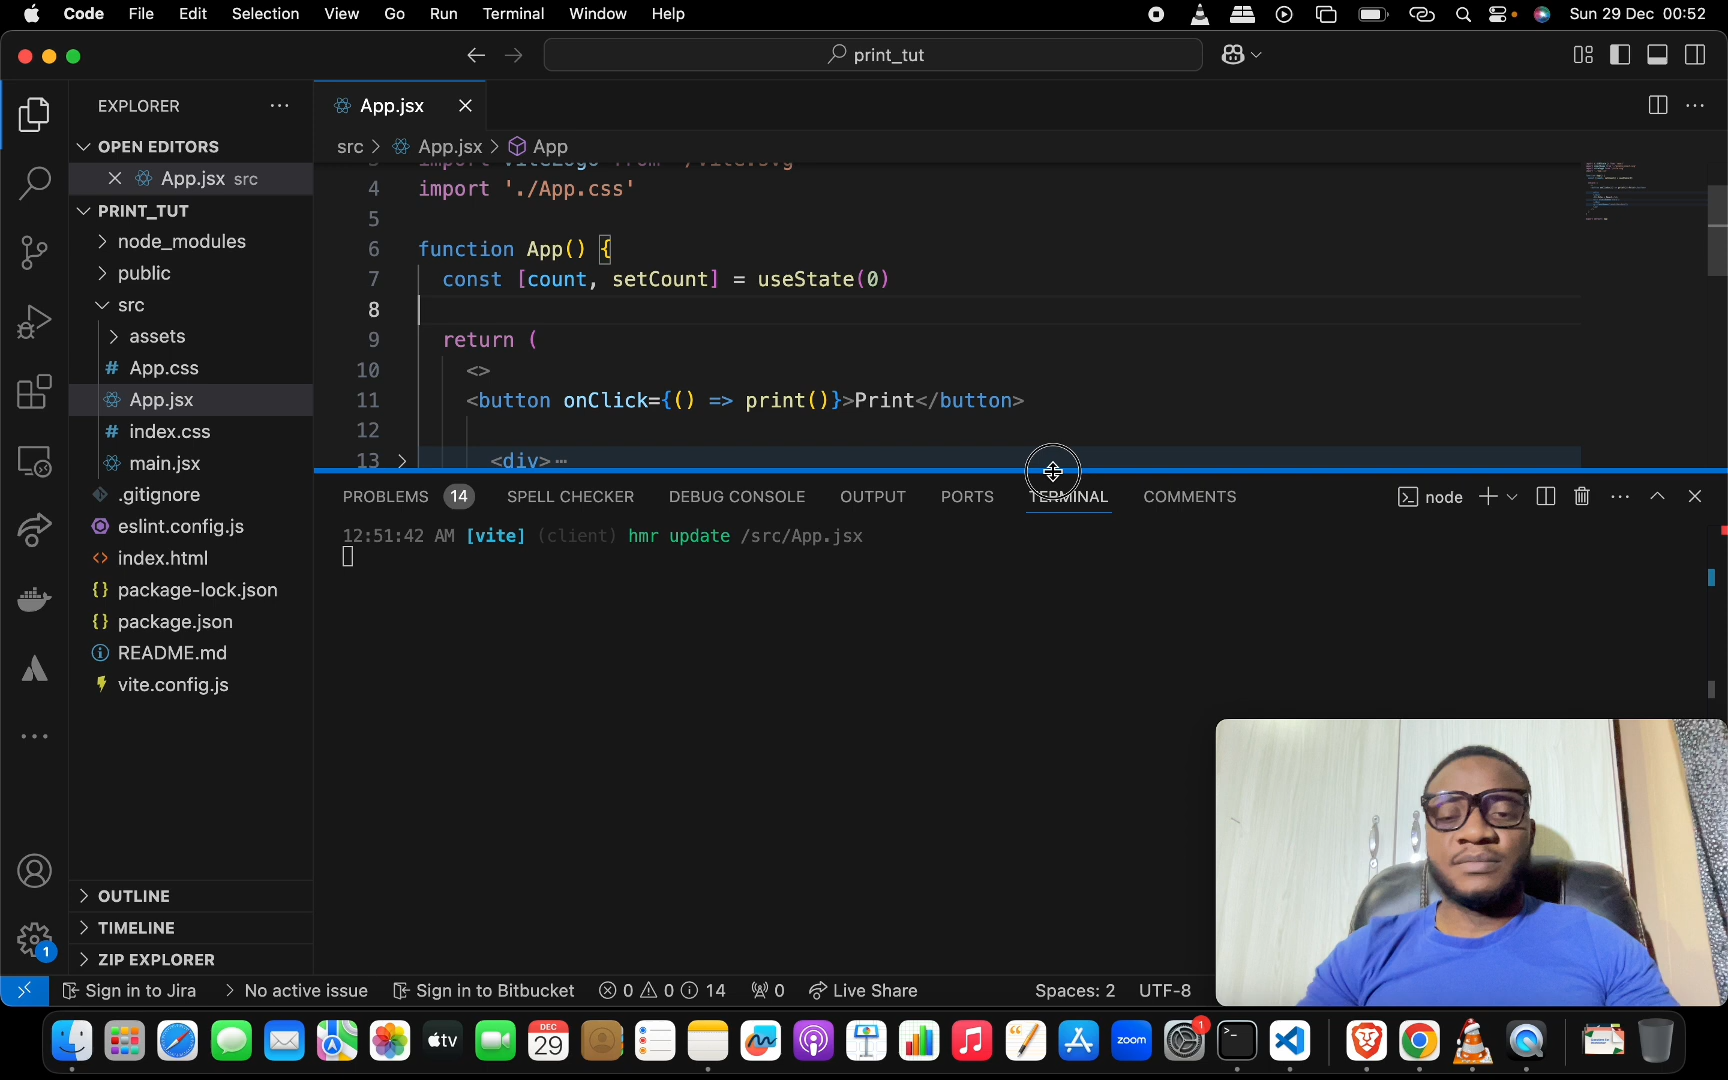 Code File Edit Selection View Go Run Terminal Window Help Sun 29 Dec 00:52
print_tut
EXPLORER
App.jsx
OPEN EDITORS
src > App.jsx > App
App.jsx src
4 import './App.css'
PRINT_TUT
5
node_modules
6 function App() {
public
7 const [count, setCount] = useState(0)
src
8
assets
9 return (
App.css
10 <>
App.jsx
11 <button onClick={() => print()}>Print</button>
index.css
12
main.jsx
13 <div>…
.gitignore
PROBLEMS 14 SPELL CHECKER DEBUG CONSOLE OUTPUT PORTS TERMINAL COMMENTS node
eslint.config.js
12:51:42 AM [vite] (client) hmr update /src/App.jsx
index.html
package-lock.json
package.json
README.md
vite.config.js
OUTLINE
TIMELINE
1
ZIP EXPLORER
Sign in to Jira No active issue Sign in to Bitbucket 0 0 14 0 Live Share Spaces: 2 UTF-8
tv
DEC
29
zoom
1